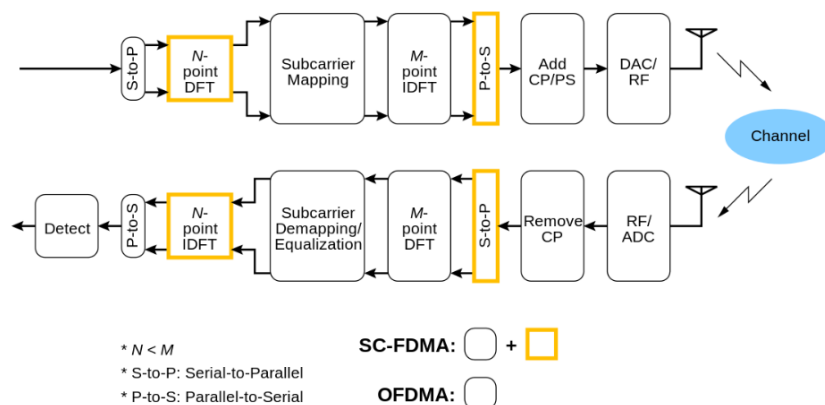 S-to-P
N-
point
DFT
Subcarrier
Mapping
M-
point
IDFT
P-to-S
Add
CP/PS
DAC/
RF
Channel
Detect
P-to-S
N-
point
IDFT
Subcarrier
Demapping/
Equalization
M-
point
DFT
S-to-P
Remove
CP
RF/
ADC
* N < M
* S-to-P: Serial-to-Parallel
* P-to-S: Parallel-to-Serial
SC-FDMA: +
OFDMA: